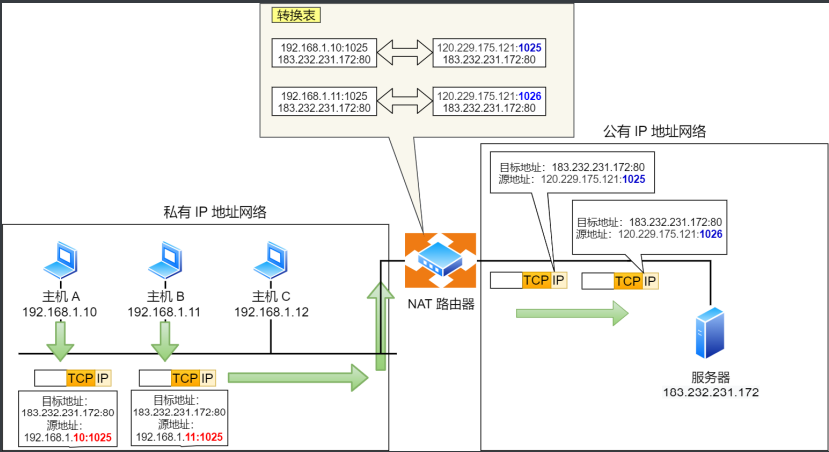 转换表
192.168.1.10:1025
183.232.231.172:80
120.229.175.121:1025
183.232.231.172:80
192.168.1.11:1025
183.232.231.172:80
120.229.175.121:1026
183.232.231.172:80
公有 IP 地址网络
目标地址：183.232.231.172:80
源地址：120.229.175.121:1025
目标地址：183.232.231.172:80
源地址：120.229.175.121:1026
私有 IP 地址网络
主机 A
192.168.1.10
主机 B
192.168.1.11
主机 C
192.168.1.12
NAT 路由器
TCP IP
TCP IP
服务器
183.232.231.172
TCP IP
TCP IP
目标地址：
183.232.231.172:80
源地址：
192.168.1.10:1025
目标地址：
183.232.231.172:80
源地址：
192.168.1.11:1025